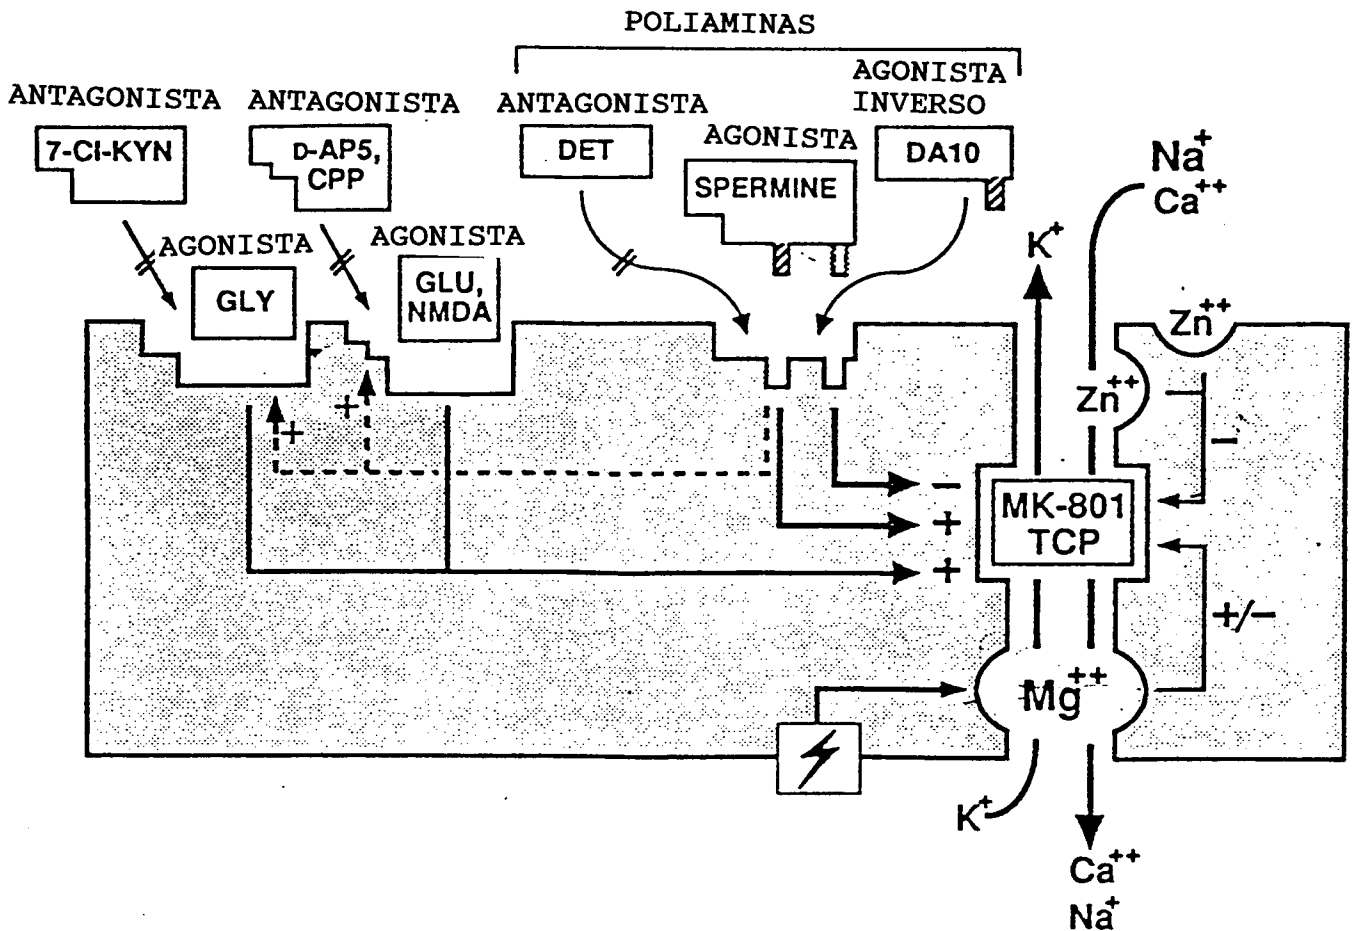 POLIAMINAS
ANTAGONISTA
7-Cl-KYN
ANTAGONISTA
D-AP5,
CPP
ANTAGONISTA
DET
AGONISTA
SPERMINE
AGONISTA
INVERSO
DA10
AGONISTA
GLY
AGONISTA
GLU,
NMDA
Na+
Ca++
K+
Zn++
Zn++
+
+
−
−
+
+
MK-801
TCP
+/−
Mg++
K+
Ca++
Na+